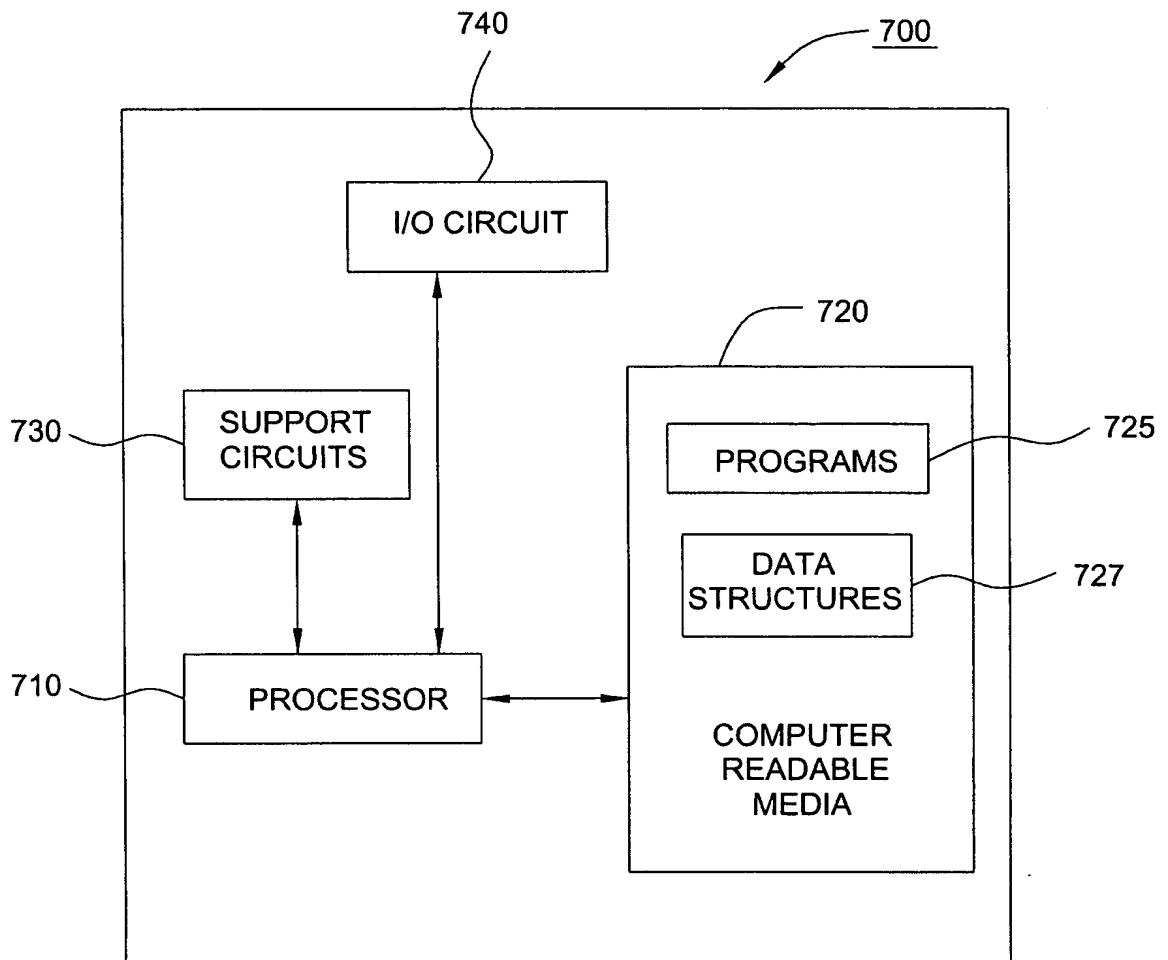 740
700
I/O CIRCUIT
720
730
SUPPORT
CIRCUITS
725
PROGRAMS
DATA
STRUCTURES
727
710
PROCESSOR
COMPUTER
READABLE
MEDIA